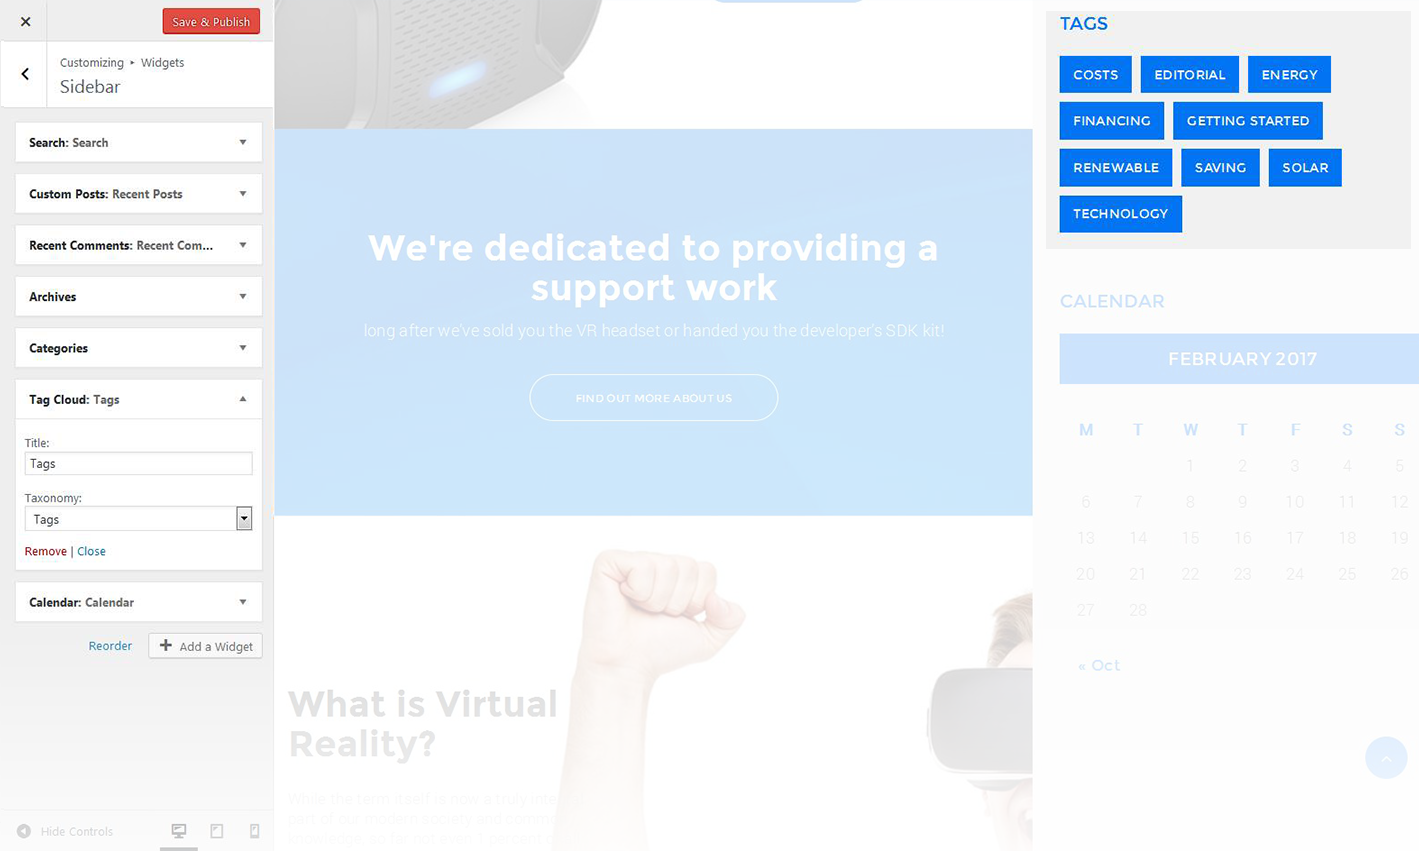 Save & Publish
Customizing ▸ Widgets
Sidebar
Search: Search
Custom Posts: Recent Posts
Recent Comments: Recent Com...
Archives
Categories
Tag Cloud: Tags
Title:
Tags
Taxonomy:
Tags
Remove | Close
Calendar: Calendar
Reorder
Add a Widget
Hide Controls
We're dedicated to providing a
support work
long after we've sold you the VR headset or handed you the developer's SDK kit!
FIND OUT MORE ABOUT US
What is Virtual
Reality?
While the term itself is now a truly
part of our modern society and
TAGS
COSTS EDITORIAL ENERGY
FINANCING GETTING STARTED
RENEWABLE SAVING SOLAR
TECHNOLOGY
CALENDAR
FEBRUARY 2017
M T W T F S S
1 2 3 4 5
6 7 8 9 10 11 12
13 14 15 16 17 18 19
20 21 22 23 24 25 26
27 28
« Oct